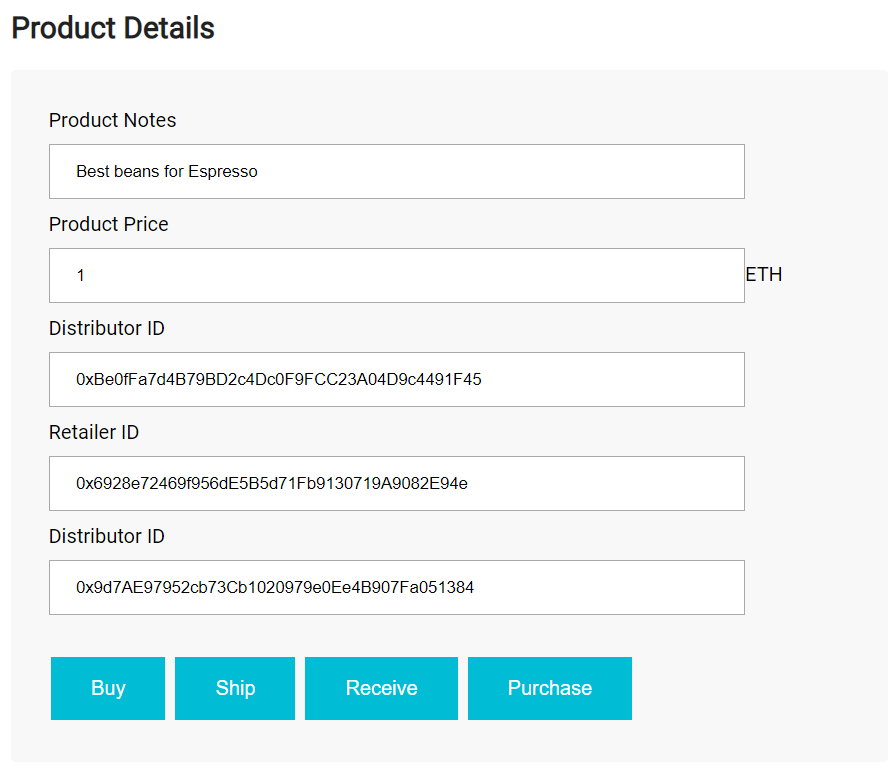 Product Details
Product Notes
Best beans for Espresso
Product Price
1 ETH
Distributor ID
0xBe0fFa7d4B79BD2c4Dc0F9FCC23A04D9c4491F45
Retailer ID
0x6928e72469f956dE5B5d71Fb9130719A9082E94e
Distributor ID
0x9d7AE97952cb73Cb1020979e0Ee4B907Fa051384
Buy Ship Receive Purchase